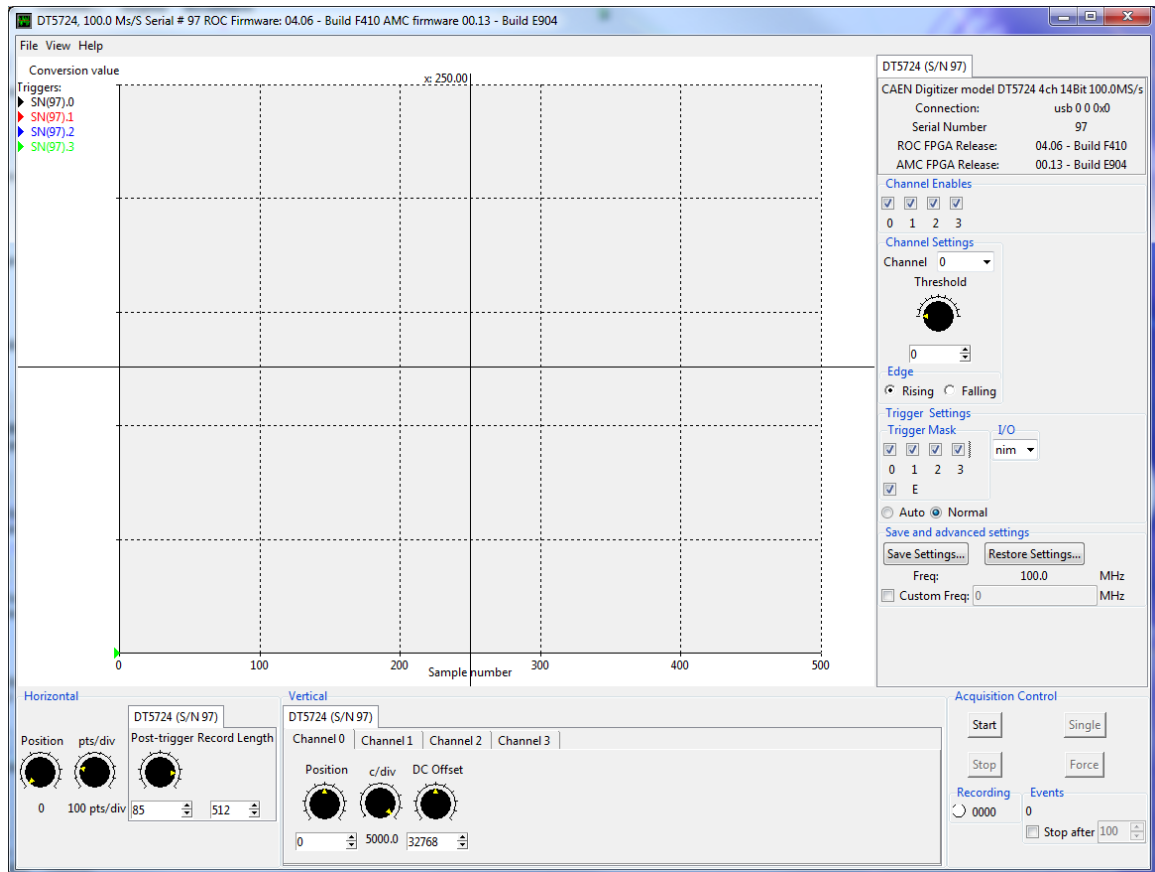 DT5724, 100.0 Ms/S Serial # 97 ROC Firmware: 04.06 - Build F410 AMC firmware 00.13 - Build E904
File View Help
Conversion value
x: 250.00
Triggers:
SN(97).0
SN(97).1
SN(97).2
SN(97).3
0 100 200 300 400 500
Sample number
DT5724 (S/N 97)
CAEN Digitizer model DT5724 4ch 14Bit 100.0MS/s
Connection: usb 0 0 0x0
Serial Number 97
ROC FPGA Release: 04.06 - Build F410
AMC FPGA Release: 00.13 - Build E904
Channel Enables
0 1 2 3
Channel Settings
Channel 0
Threshold
0
Edge
Rising Falling
Trigger Settings
Trigger Mask I/O
nim
0 1 2 3
E
Auto Normal
Save and advanced settings
Save Settings... Restore Settings...
Freq: 100.0 MHz
Custom Freq: 0 MHz
Horizontal
DT5724 (S/N 97)
Position pts/div Post-trigger Record Length
0 100 pts/div 85 512
Vertical
DT5724 (S/N 97)
Channel 0 Channel 1 Channel 2 Channel 3
Position c/div DC Offset
0 5000.0 32768
Acquisition Control
Start Single
Stop Force
Recording Events
0000 0
Stop after 100